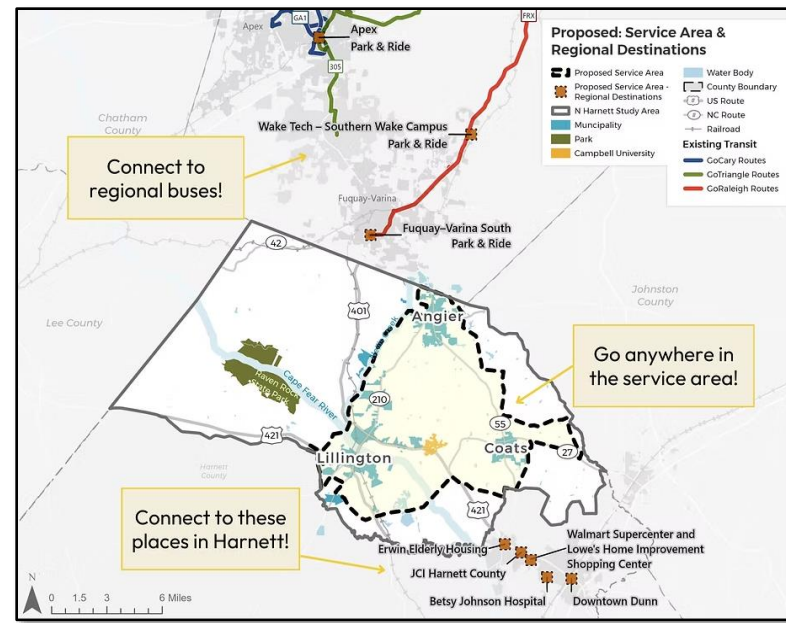 GA1
Apex
Apex
Park & Ride
305
FRX
Proposed: Service Area &
Regional Destinations
Proposed Service Area
Proposed Service Area -
Regional Destinations
N Harnett Study Area
Muncipality
Park
Campbell University
Water Body
County Boundary
US Route
NC Route
Railroad
Existing Transit
GoCary Routes
GoTriangle Routes
GoRaleigh Routes
Chatham
County
Wake Tech – Southern Wake Campus
Park & Ride
Connect to
regional buses!
Fuquay-Varina
Fuquay–Varina South
Park & Ride
42
401
Johnston
County
Lee County
Angier
Go anywhere in
the service area!
Raven Rock
State Park
Cape Fear River
210
55
421
27
Coats
Lillington
Harnett
County
421
Connect to these
places in Harnett!
Erwin Elderly Housing
Walmart Supercenter and
Lowe's Home Improvement
Shopping Center
JCI Harnett County
Betsy Johnson Hospital
Downtown Dunn
N
0 1.5 3 6 Miles